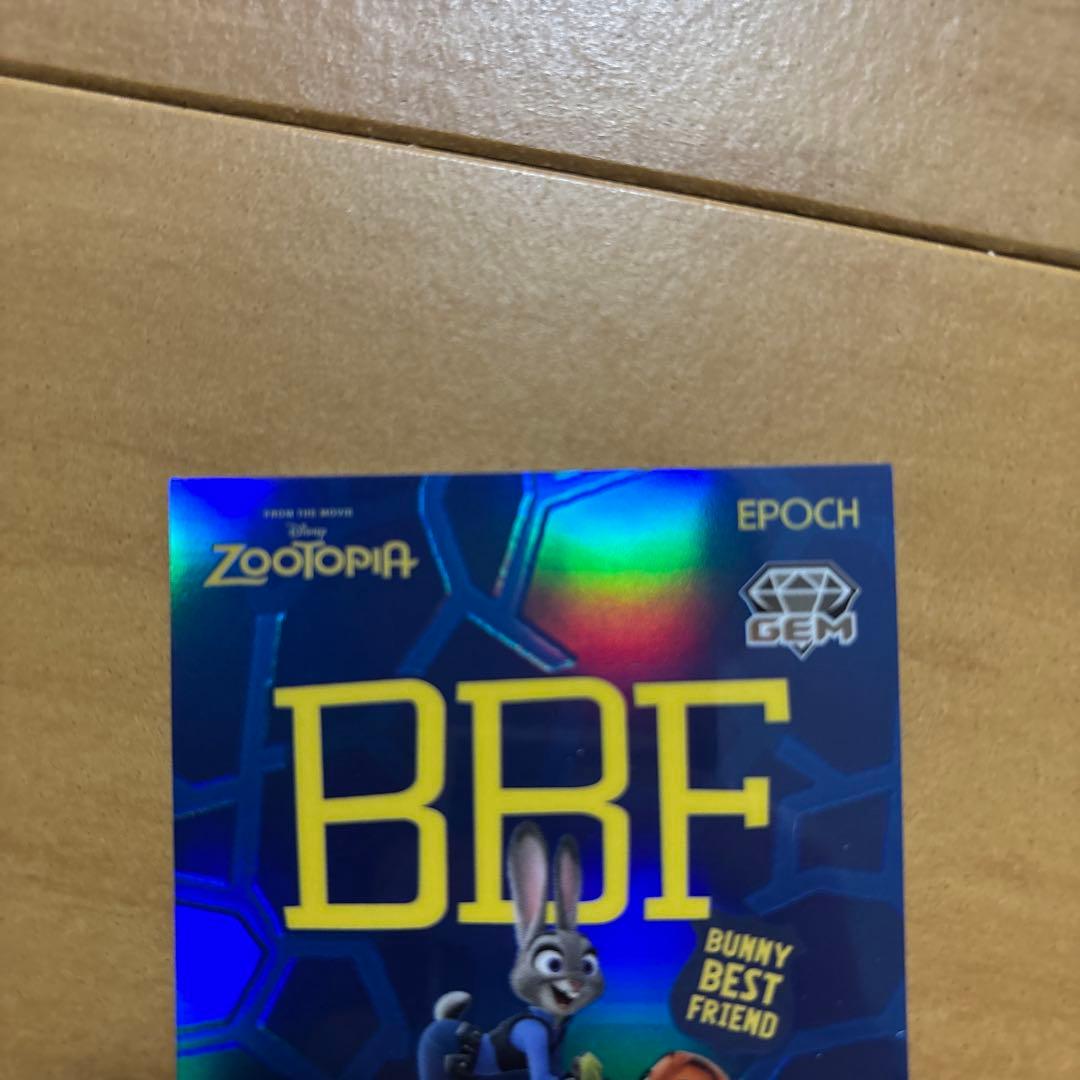 FROM THE MOVIE
Disney
ZOOTOPIA
EPOCH
GEM
BBF
BUNNY
BEST
FRIEND